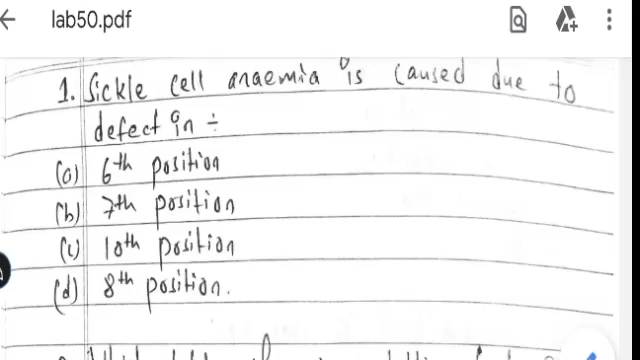 lab50.pdf
1. Sickle cell anaemia is caused due to
defect in ÷
(a) 6th position
(b) 7th position
(c) 10th position
(d) 8th position.